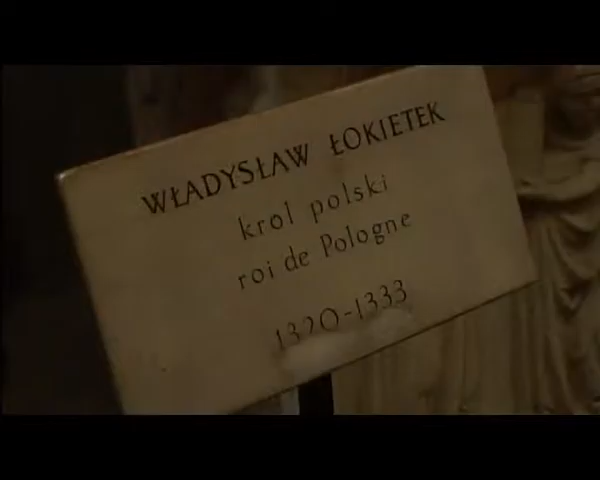 WŁADYSŁAW ŁOKIETEK
krol polski
roi de Pologne
1320-1333